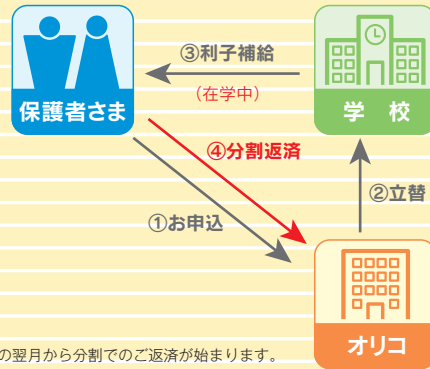 ③利子補給
(在学中)
保護者さま
学 校
④分割返済
②立替
①お申込
の翌月から分割でのご返済が始まります。
オリコ